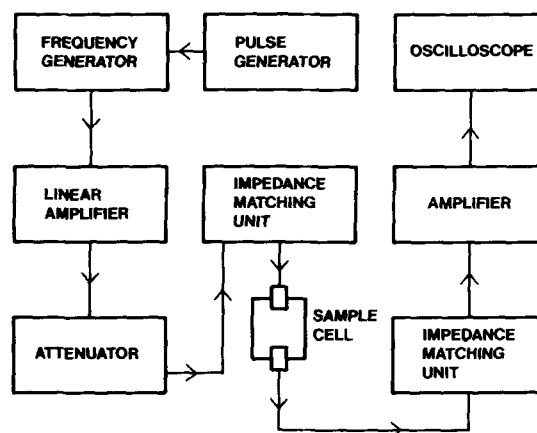 FREQUENCY
GENERATOR
PULSE
GENERATOR
OSCILLOSCOPE
LINEAR
AMPLIFIER
IMPEDANCE
MATCHING
UNIT
AMPLIFIER
SAMPLE
CELL
ATTENUATOR
IMPEDANCE
MATCHING
UNIT